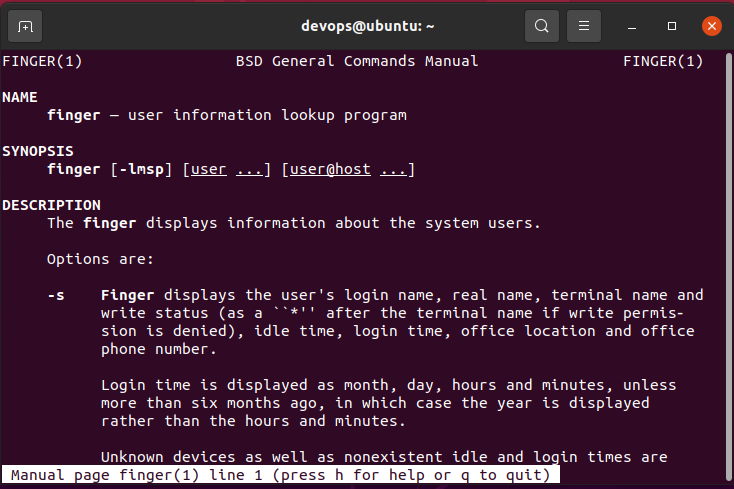 devops@ubuntu: ~
FINGER(1) BSD General Commands Manual FINGER(1)
NAME
finger — user information lookup program
SYNOPSIS
finger [-lmsp] [user ...] [user@host ...]
DESCRIPTION
The finger displays information about the system users.
Options are:
-s Finger displays the user's login name, real name, terminal name and
write status (as a ``*'' after the terminal name if write permis-
sion is denied), idle time, login time, office location and office
phone number.
Login time is displayed as month, day, hours and minutes, unless
more than six months ago, in which case the year is displayed
rather than the hours and minutes.
Unknown devices as well as nonexistent idle and login times are
Manual page finger(1) line 1 (press h for help or q to quit)